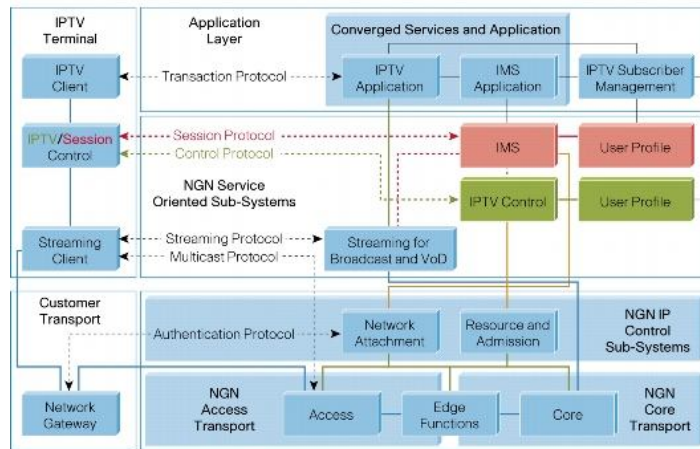 IPTV
Terminal
Application
Layer
Converged Services and Application
IPTV
Client
Transaction Protocol
IPTV
Application
IMS
Application
IPTV Subscriber
Management
IPTV/Session
Control
Session Protocol
Control Protocol
IMS
User Profile
NGN Service
Oriented Sub-Systems
IPTV Control
User Profile
Streaming
Client
Streaming Protocol
Multicast Protocol
Streaming for
Broadcast and VoD
Customer
Transport
Authentication Protocol
Network
Attachment
Resource and
Admission
NGN IP
Control
Sub-Systems
Network
Gateway
NGN
Access
Transport
Access
Edge
Functions
Core
NGN
Core
Transport